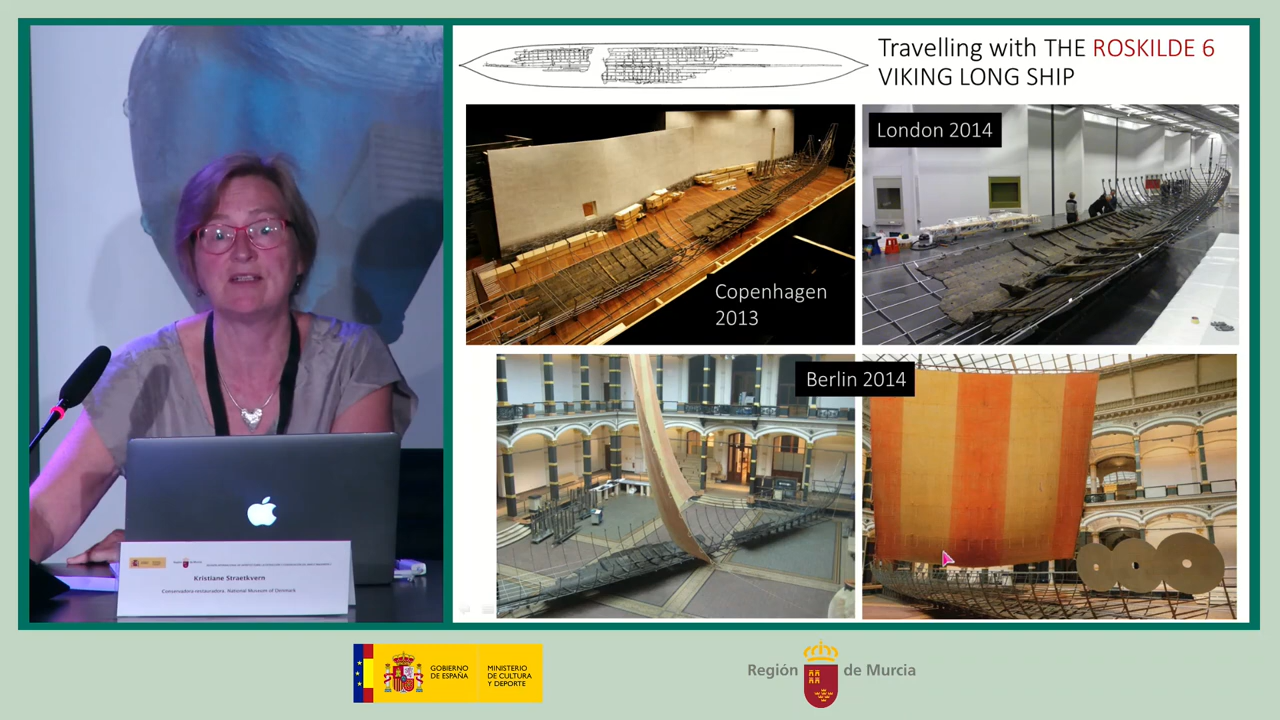 Travelling with THE ROSKILDE 6
VIKING LONG SHIP
London 2014
Copenhagen
2013
Berlin 2014
Kristiane Straetkvern
Conservadora-restauradora. National Museum of Denmark
GOBIERNO
DE ESPAÑA
MINISTERIO
DE CULTURA
Y DEPORTE
Región de Murcia